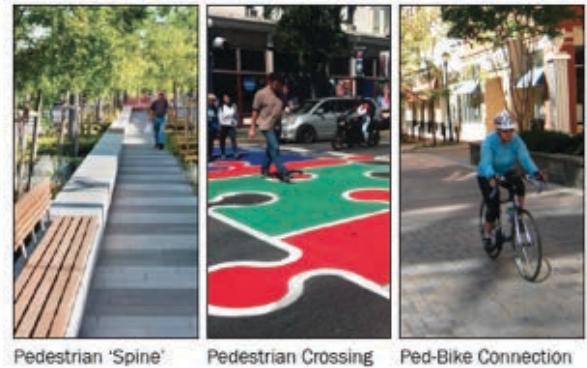 Pedestrian ‘Spine’
Pedestrian Crossing
Ped-Bike Connection